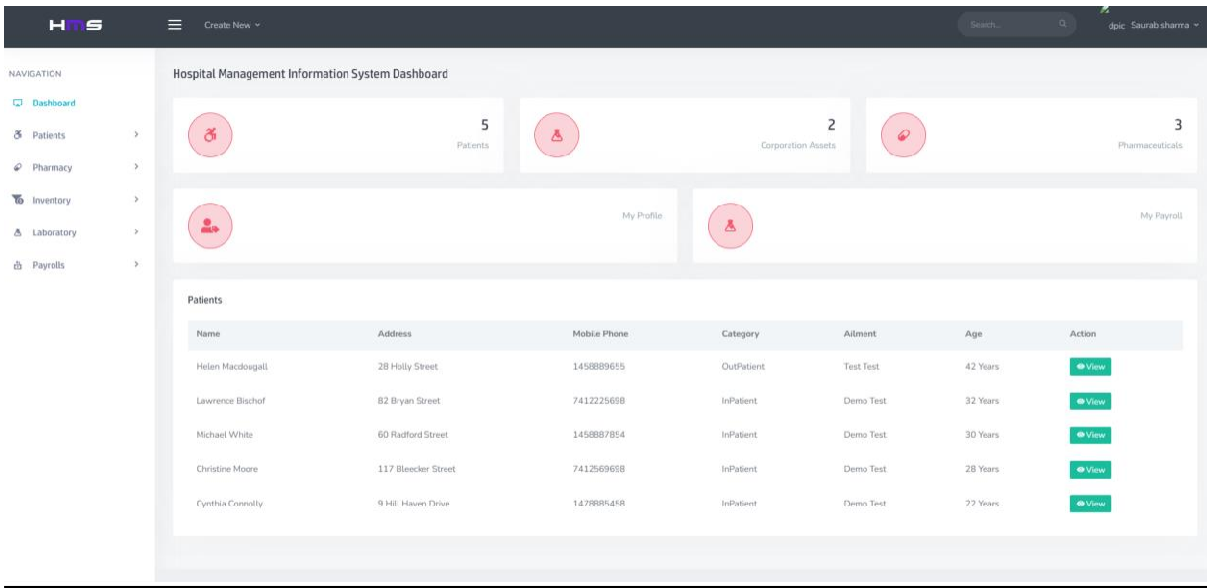 HMS
Create New
Search...
dpic Saurab sharma
NAVIGATION
Dashboard
Patients
Pharmacy
Inventory
Laboratory
Payrolls
Hospital Management Information System Dashboard
5
Patients
2
Corporation Assets
3
Pharmaceuticals
My Profile
My Payroll
Patients
Name Address Mobile Phone Category Ailment Age Action
Helen Macdougall 28 Holly Street OutPatient Test Test 42 Years View
Lawrence Bischof 82 Bryan Street 7412225698 InPatient Demo Test 32 Years View
Michael White 60 Radford Street 1458887854 InPatient Demo Test 30 Years View
Christine Moore 117 Bleecker Street 7412569698 InPatient Demo Test 28 Years View
Cynthia Connolly 9 Hill Haven Drive InPatient Demo Test 22 Years View